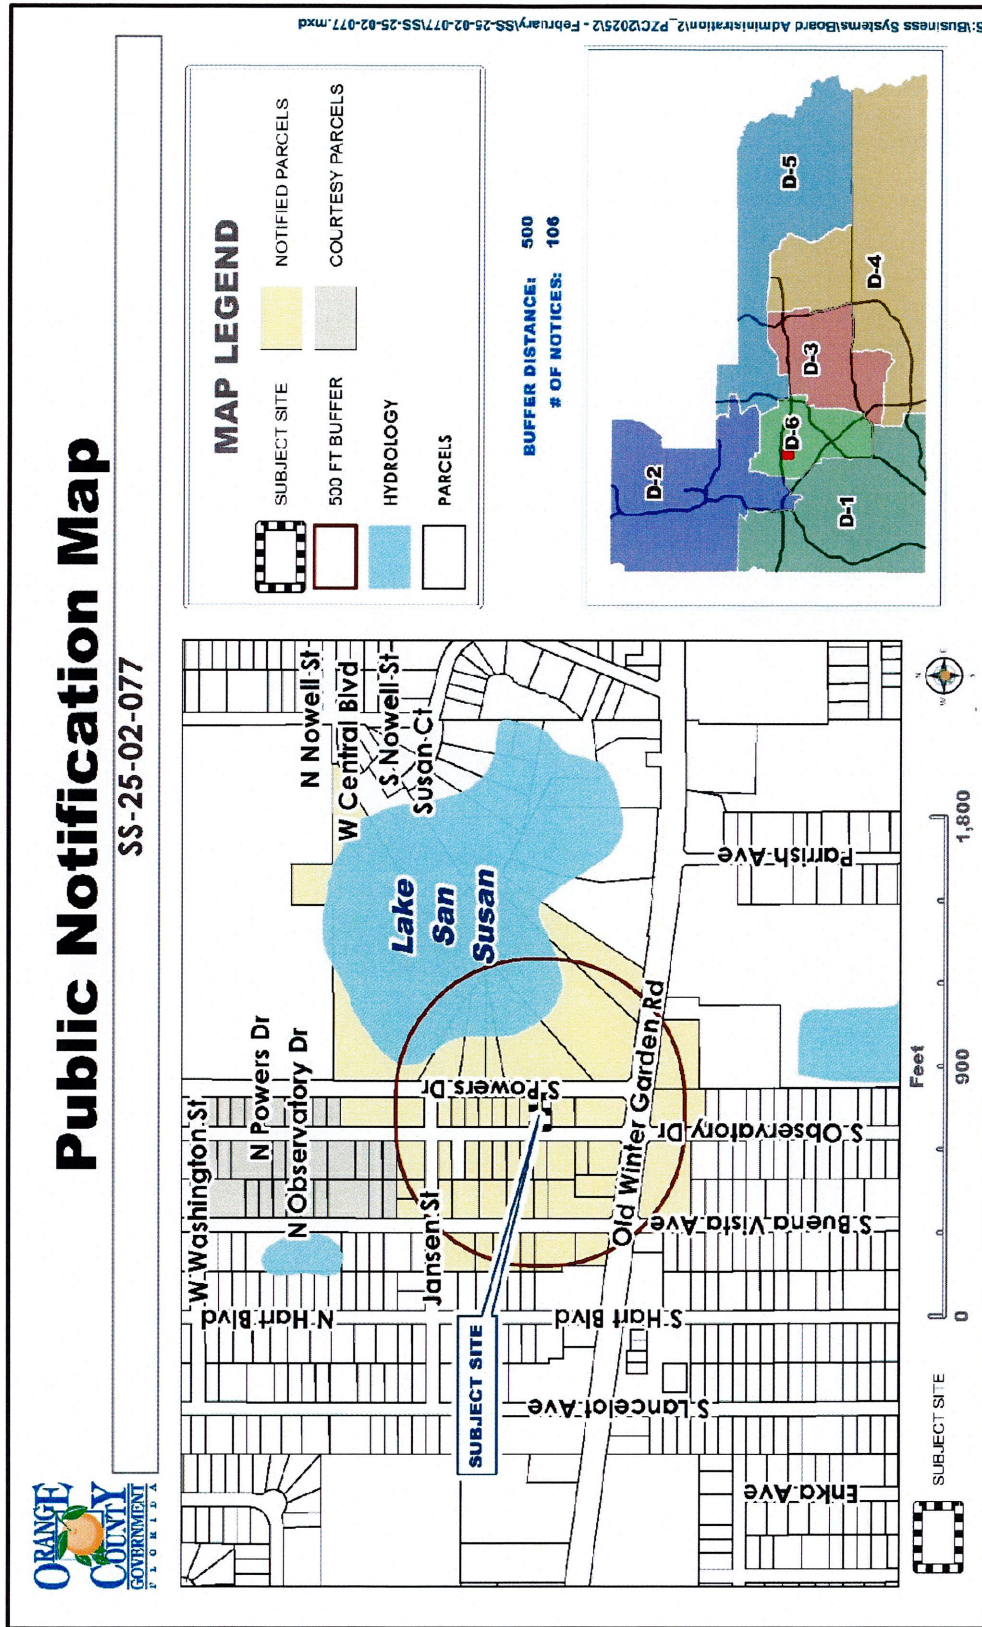 ORANGE
COUNTY
GOVERNMENT
FLORIDA
Public Notification Map
SS-25-02-077
W Washington St
N Powers Dr
N Observatory Dr
N Hart Blvd
Jansen St
N Nowell St
W Central Blvd
S Nowell St
Susan Ct
Lake
San
Susan
S Powers Dr
SUBJECT SITE
Old Winter Garden Rd
S Hart Blvd
S Lancelot Ave
S Buena Vista Ave
S Observatory Dr
Parrish Ave
Enka Ave
MAP LEGEND
SUBJECT SITE
NOTIFIED PARCELS
500 FT BUFFER
COURTESY PARCELS
HYDROLOGY
PARCELS
BUFFER DISTANCE: 500
# OF NOTICES: 106
D-2
D-5
D-6
D-3
D-1
D-4
SUBJECT SITE
Feet
0 900 1,800
N
W E
S
S:\Business Systems\Board Administration\2_PZC\2025\2 - February\SS-25-02-077\SS-25-02-077.mxd